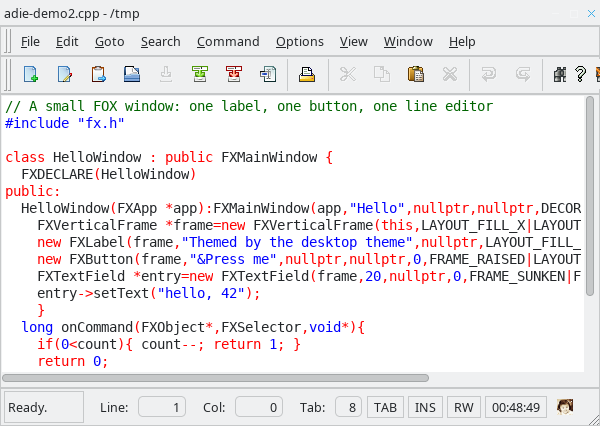 adie-demo2.cpp - /tmp
File Edit Goto Search Command Options View Window Help
// A small FOX window: one label, one button, one line editor
#include "fx.h"
class HelloWindow : public FXMainWindow {
FXDECLARE(HelloWindow)
public:
HelloWindow(FXApp *app):FXMainWindow(app,"Hello",nullptr,nullptr,DECOR
FXVerticalFrame *frame=new FXVerticalFrame(this,LAYOUT_FILL_X|LAYOUT
new FXLabel(frame,"Themed by the desktop theme",nullptr,LAYOUT_FILL_
new FXButton(frame,"&Press me",nullptr,nullptr,0,FRAME_RAISED|LAYOUT
FXTextField *entry=new FXTextField(frame,20,nullptr,0,FRAME_SUNKEN|F
entry->setText("hello, 42");
}
long onCommand(FXObject*,FXSelector,void*){
if(0<count){ count--; return 1; }
return 0;
Ready. Line: 1 Col: 0 Tab: 8 TAB INS RW 00:48:49